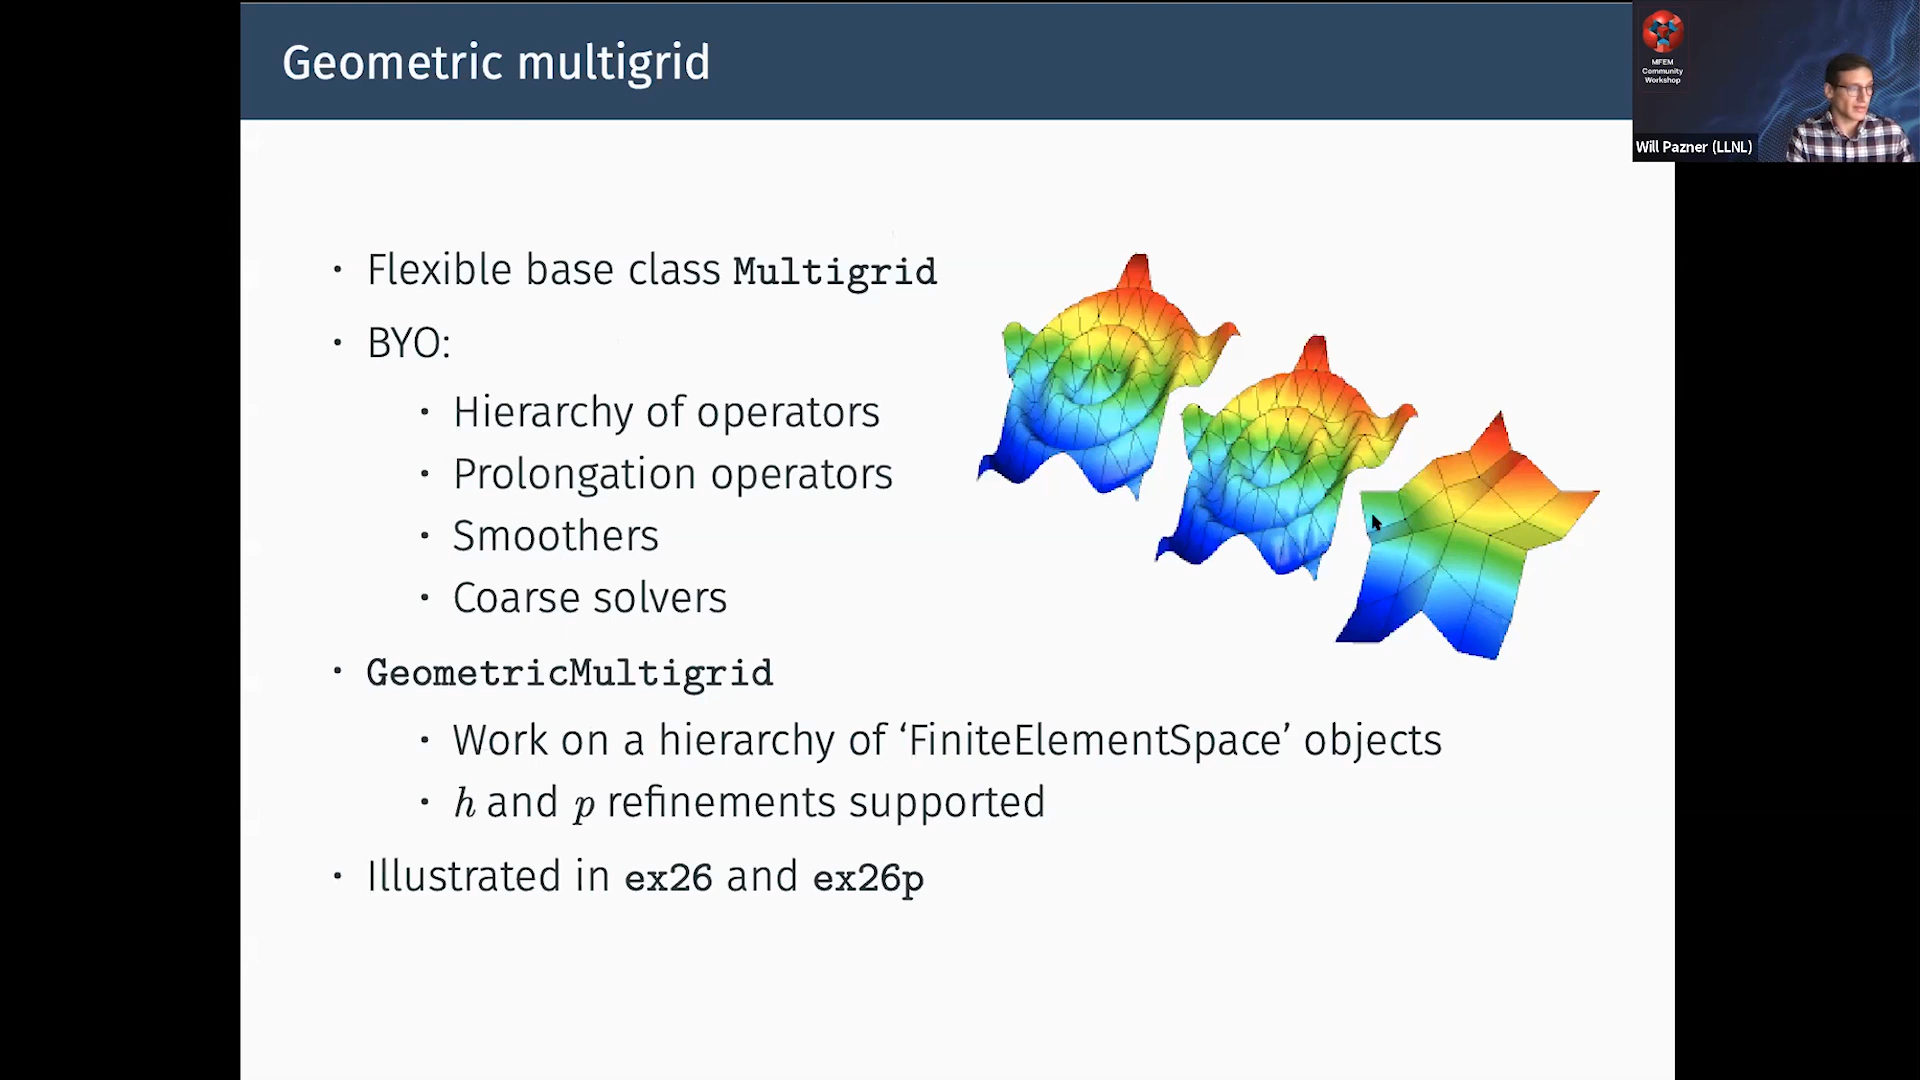 Geometric multigrid
MFEM
Community
Workshop
Will Pazner (LLNL)
• Flexible base class Multigrid
• BYO:
• Hierarchy of operators
• Prolongation operators
• Smoothers
• Coarse solvers
• GeometricMultigrid
• Work on a hierarchy of ‘FiniteElementSpace’ objects
• h and p refinements supported
• Illustrated in ex26 and ex26p